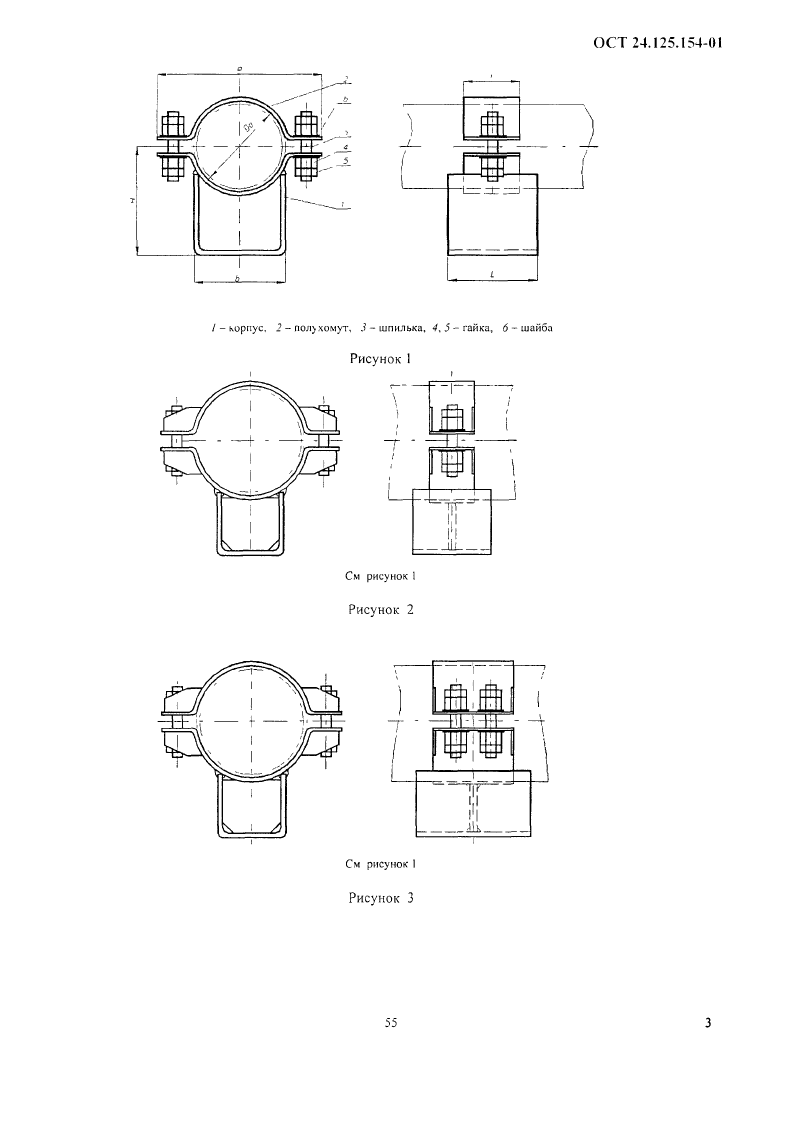 ОСТ 24.125.154-01
а
2
6
Do
3
4
5
H
1
b
L
1 – корпус, 2 – полухомут, 3 – шпилька, 4, 5 – гайка, 6 – шайба
Рисунок 1
См рисунок 1
Рисунок 2
См рисунок 1
Рисунок 3
55
3